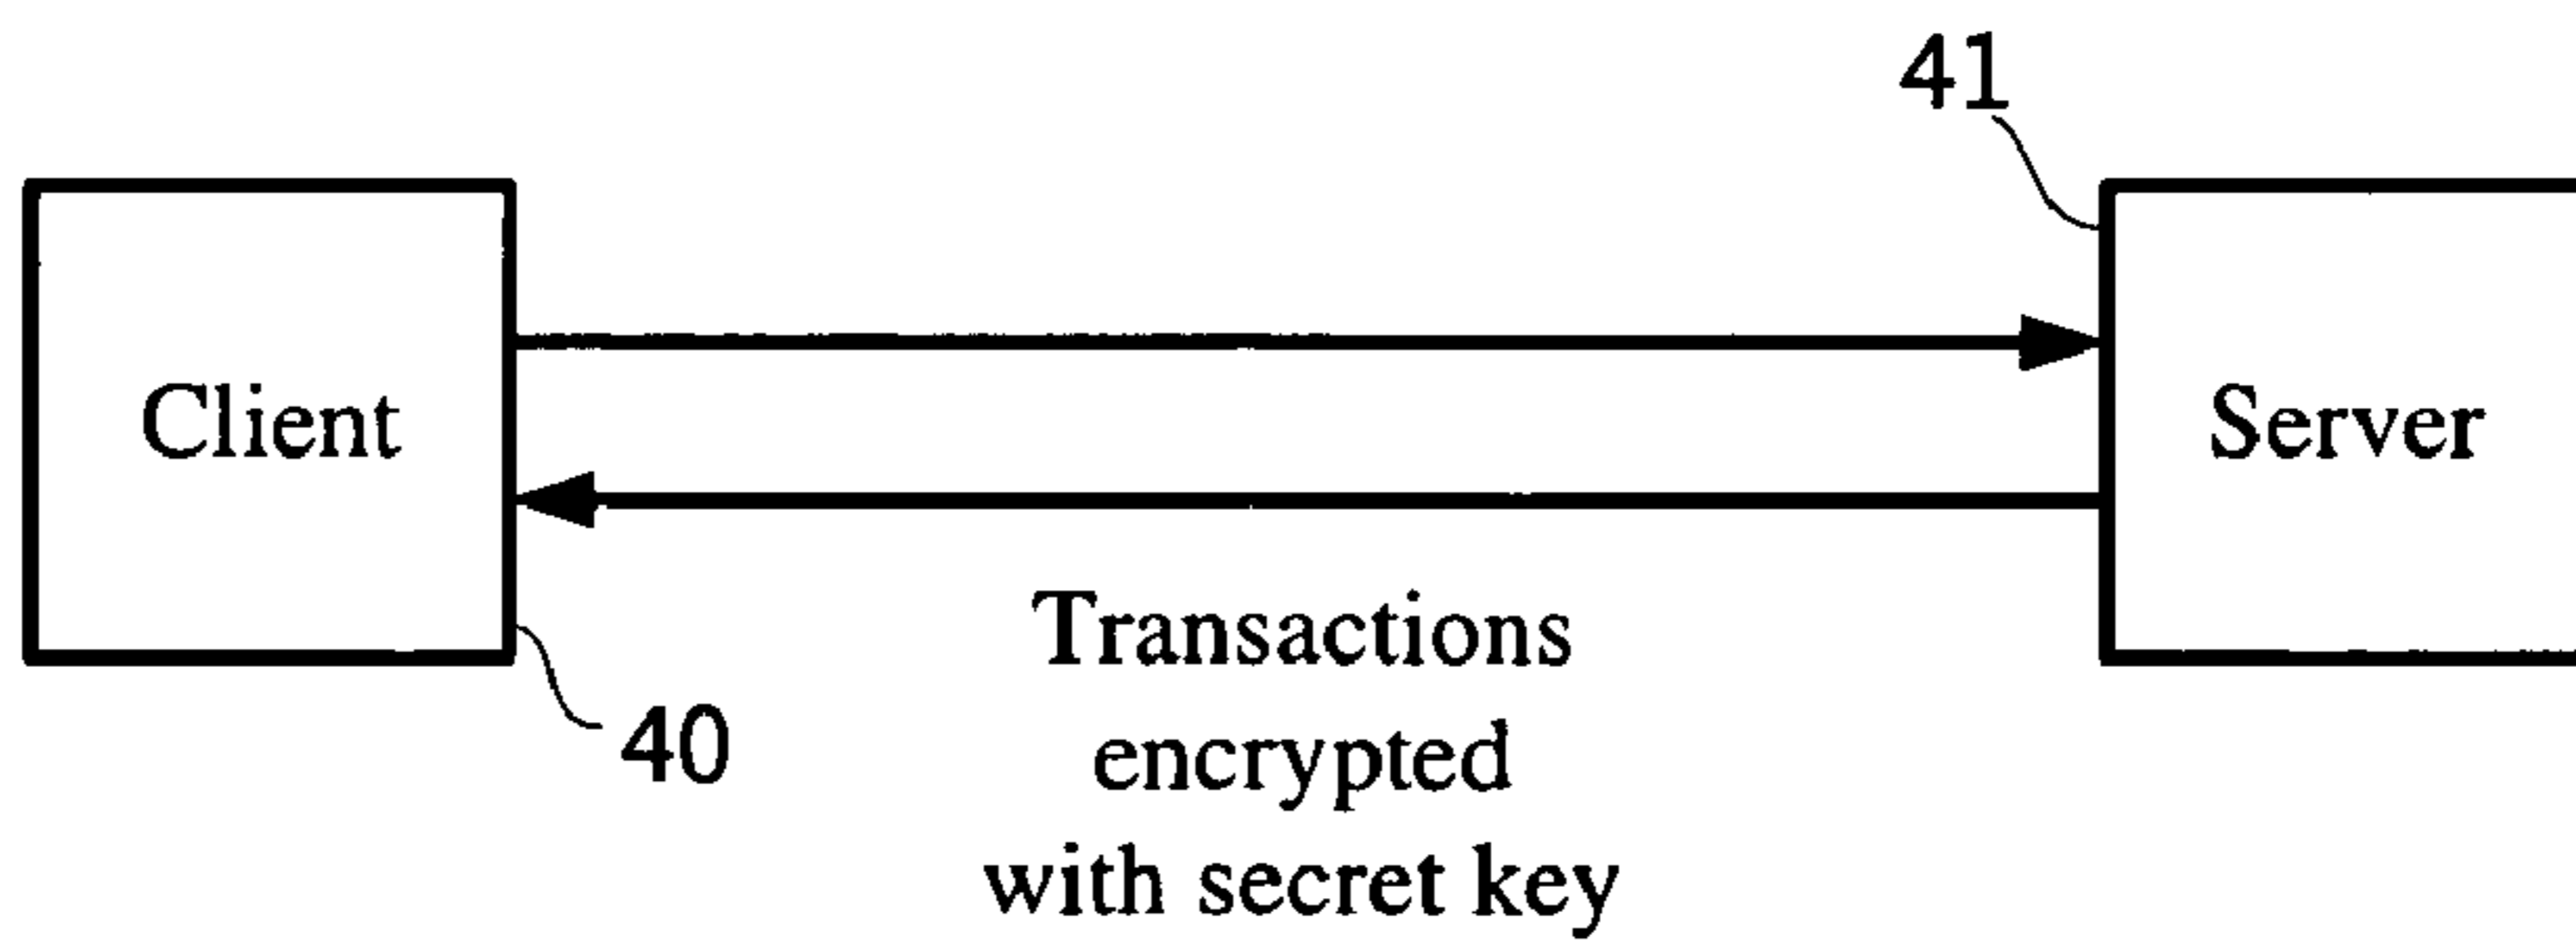 41
Client
Server
40
Transactions
encrypted
with secret key